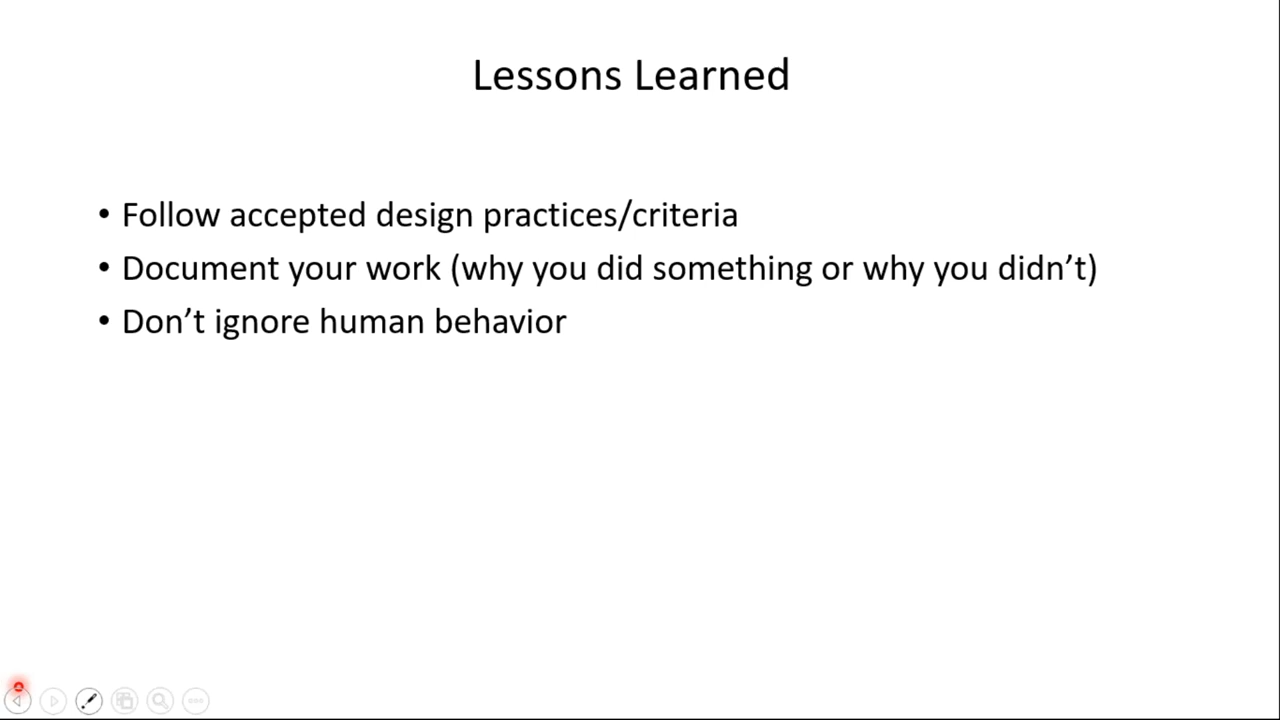 Lessons Learned
• Follow accepted design practices/criteria
• Document your work (why you did something or why you didn’t)
• Don’t ignore human behavior